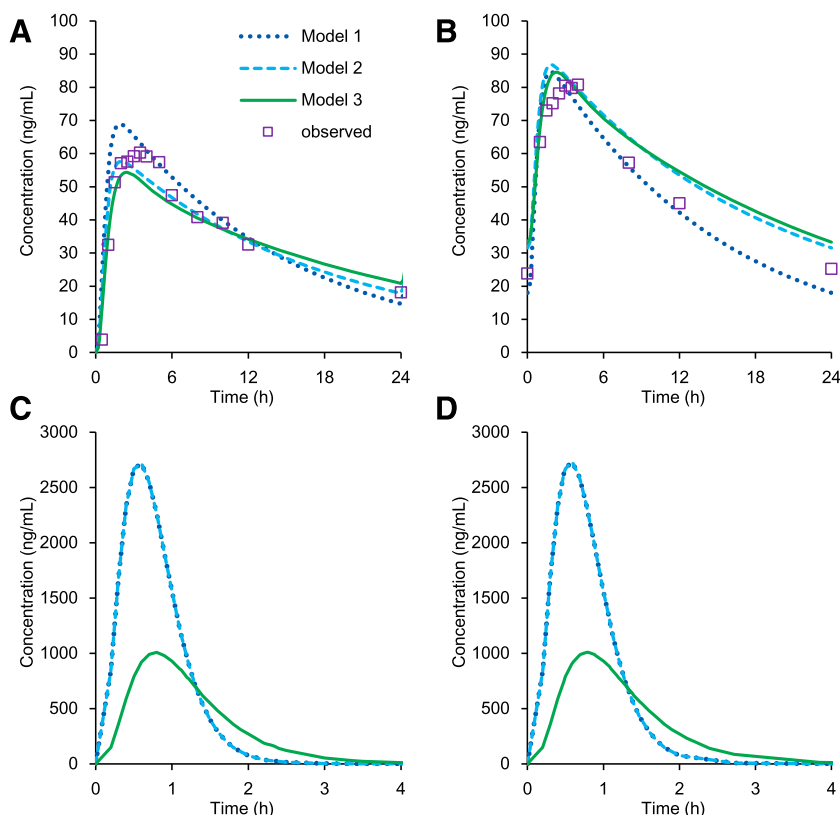 A
Concentration (ng/mL)
100
90
80
70
60
50
40
30
20
10
0
0 6 12 18 24
Time (h)
Model 1
Model 2
Model 3
observed
B
Concentration (ng/mL)
100
90
80
70
60
50
40
30
20
10
0
0 6 12 18 24
Time (h)
C
Concentration (ng/mL)
3000
2500
2000
1500
1000
500
0
0 1 2 3 4
Time (h)
D
Concentration (ng/mL)
3000
2500
2000
1500
1000
500
0
0 1 2 3 4
Time (h)